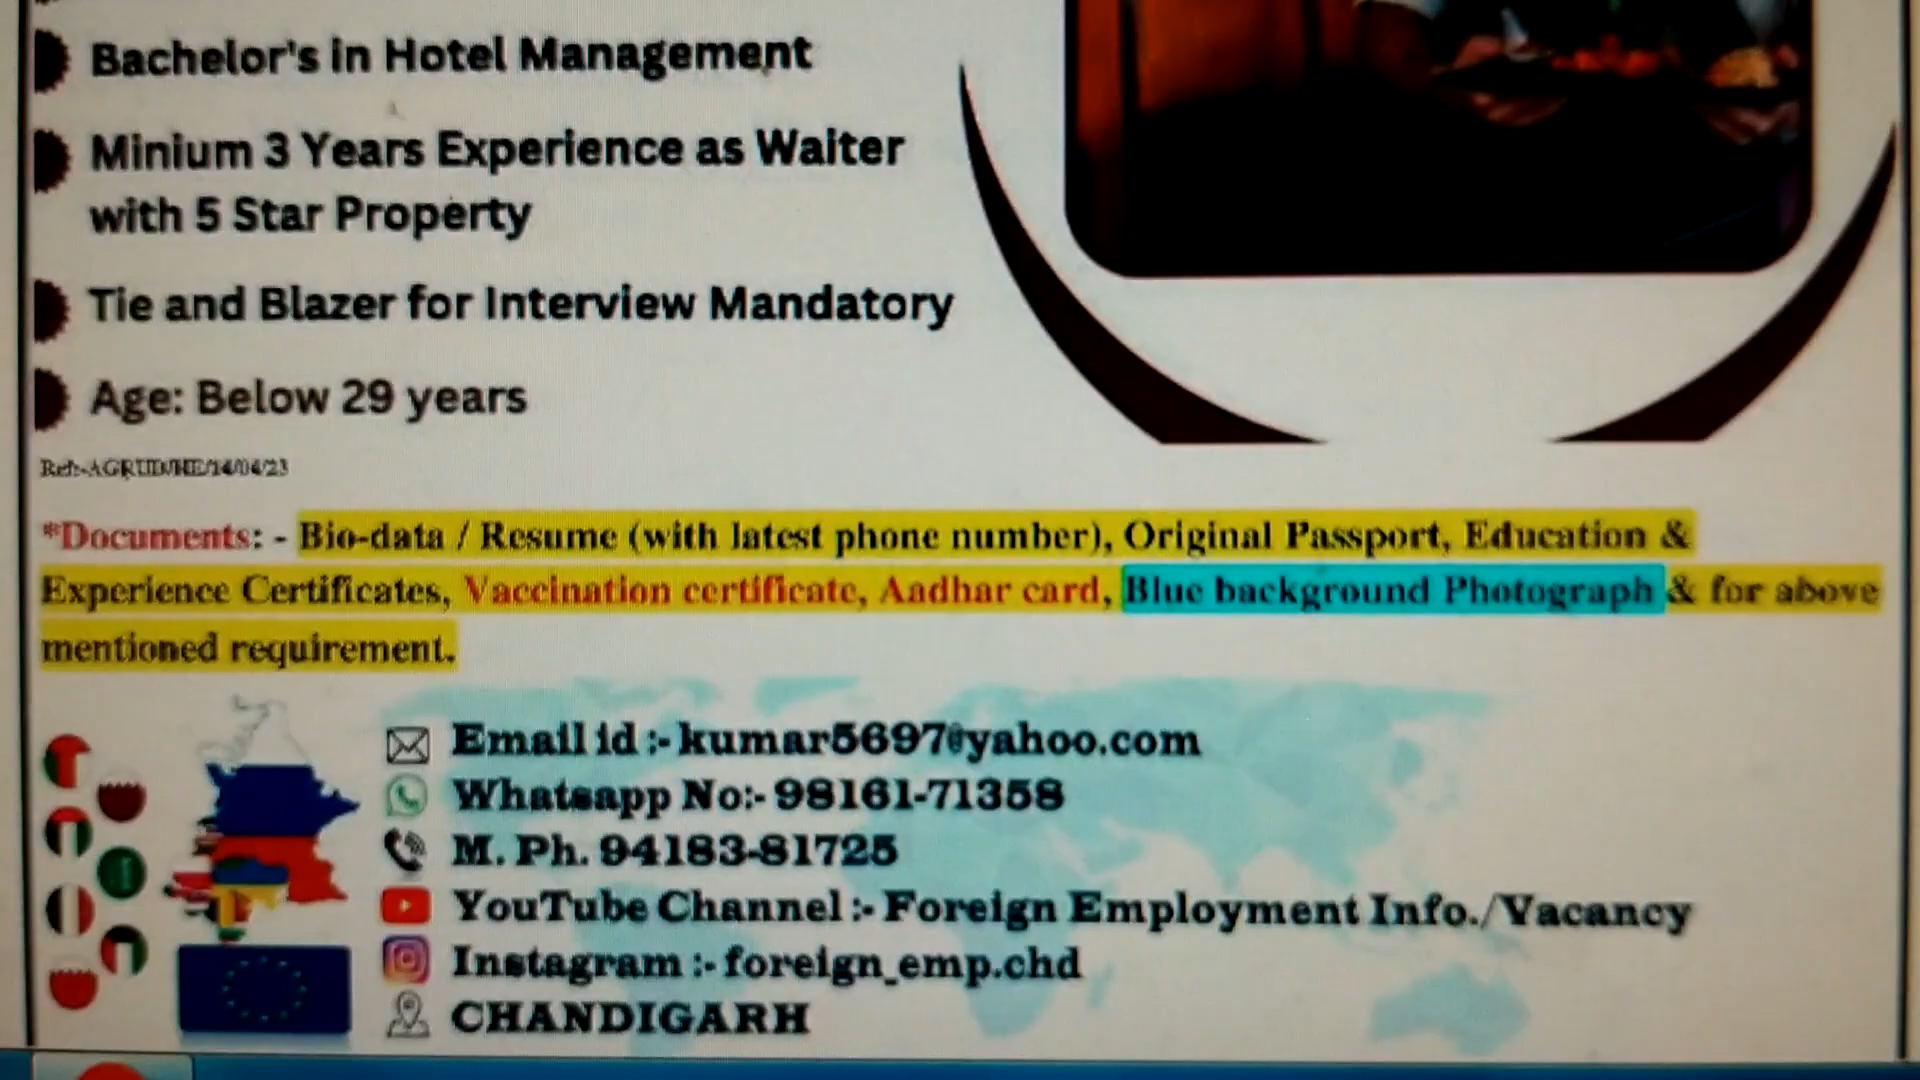 Bachelor's in Hotel Management
Minium 3 Years Experience as Waiter
with 5 Star Property
Tie and Blazer for Interview Mandatory
Age: Below 29 years
*Documents: - Bio-data / Resume (with latest phone number), Original Passport, Education &
Experience Certificates, Vaccination certificate, Aadhar card, Blue background Photograph & for above
mentioned requirement.
Email id :- kumar5697@yahoo.com
Whatsapp No:- 98161-71358
M. Ph. 94183-81725
YouTube Channel :- Foreign Employment Info./Vacancy
Instagram :- foreign_emp.chd
CHANDIGARH